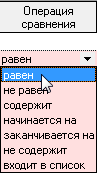 Операция
сравнения
равен
равен
не равен
содержит
начинается на
заканчивается на
не содержит
входит в список